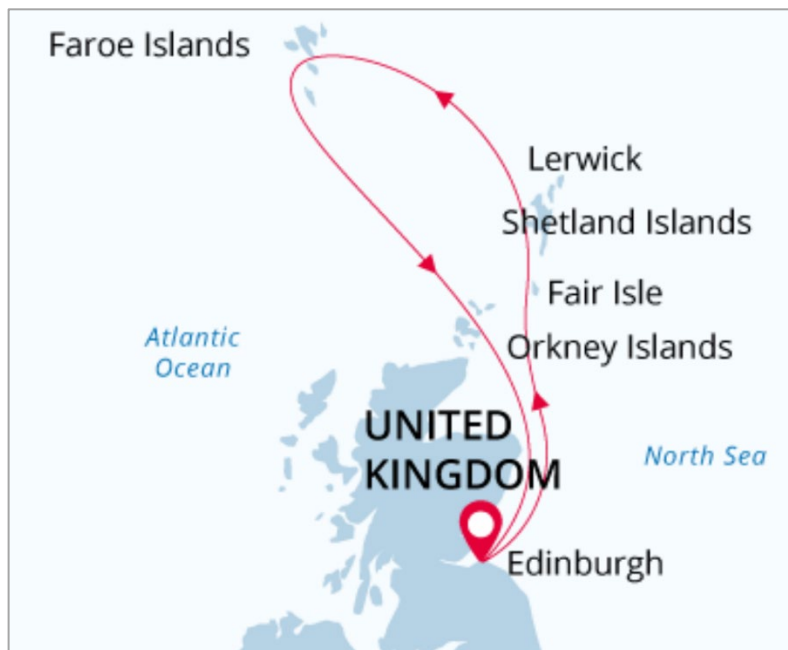 Faroe Islands
Lerwick
Shetland Islands
Fair Isle
Atlantic
Ocean
Orkney Islands
UNITED
KINGDOM
North Sea
Edinburgh